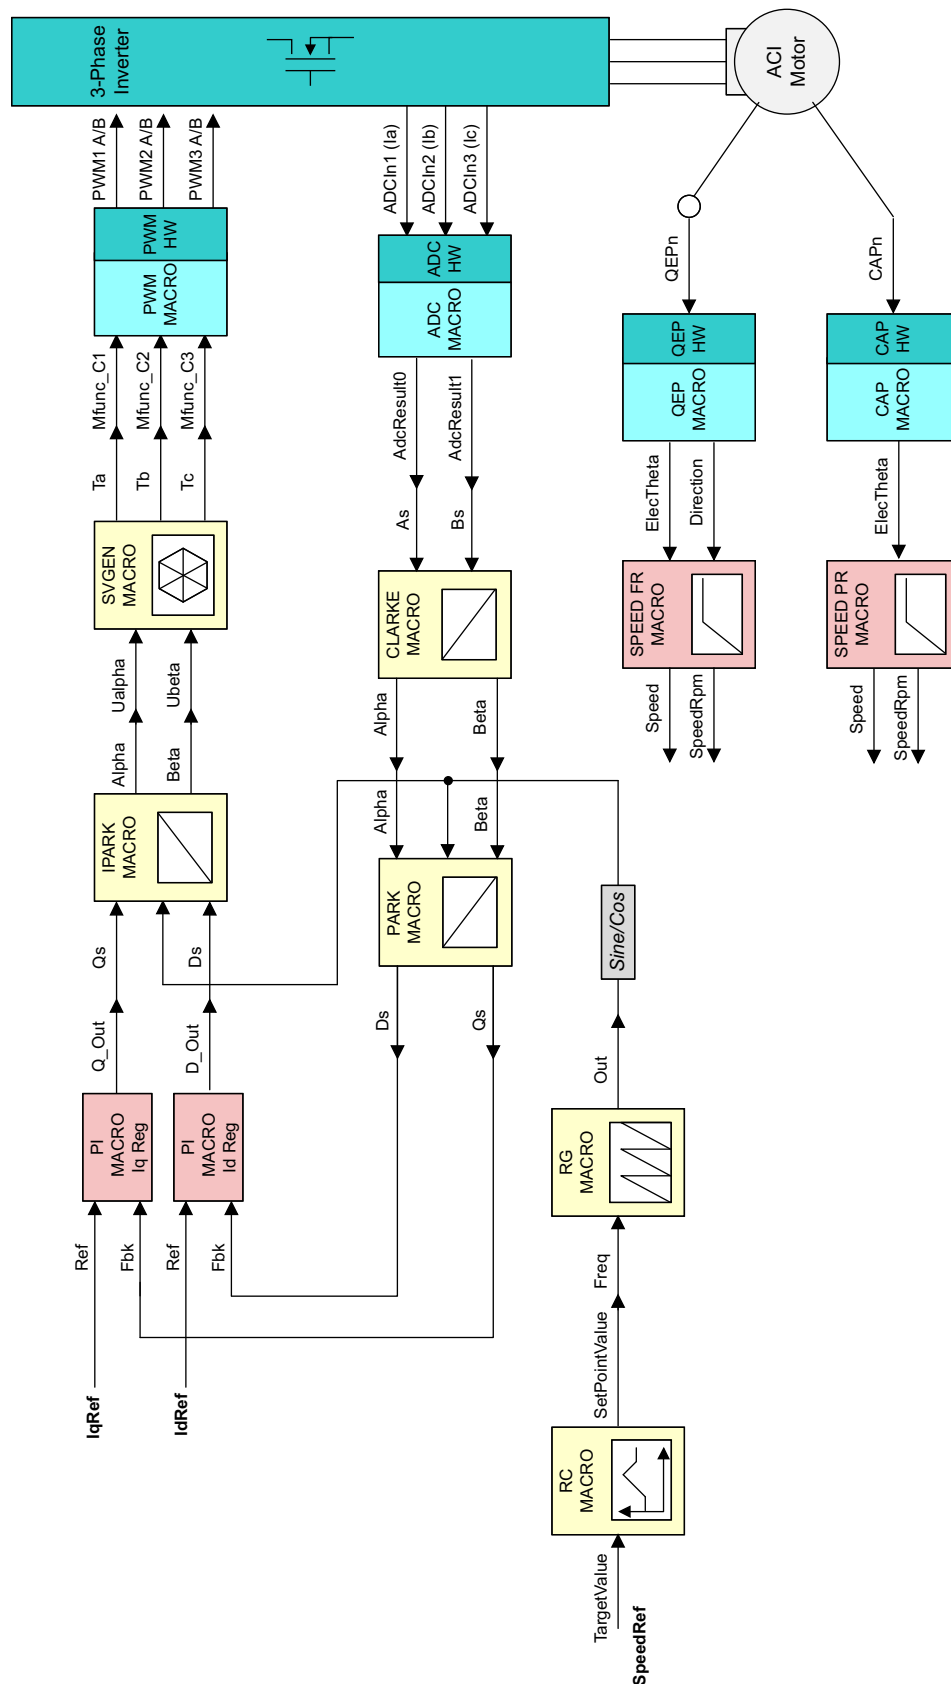 IqRef
Ref
Fbk
PI
MACRO
Iq Reg
Q_Out
Qs
IdRef
Ref
Fbk
PI
MACRO
Id Reg
D_Out
Ds
IPARK
MACRO
Alpha
Ualpha
Beta
Ubeta
SVGEN
MACRO
Ta
Mfunc_C1
Tb
Mfunc_C2
Tc
Mfunc_C3
PWM
MACRO
PWM
HW
PWM1 A/B
PWM2 A/B
PWM3 A/B
3-Phase
Inverter
Ds
Qs
PARK
MACRO
Alpha
Alpha
Beta
Beta
CLARKE
MACRO
As
AdcResult0
Bs
AdcResult1
ADC
MACRO
ADC
HW
ADCIn1 (Ia)
ADCIn2 (Ib)
ADCIn3 (Ic)
TargetValue
SpeedRef
RC
MACRO
SetPointValue
Freq
RG
MACRO
Out
Sine/Cos
Speed
SpeedRpm
SPEED FR
MACRO
ElecTheta
Direction
QEP
MACRO
QEP
HW
QEPn
ACI
Motor
Speed
SpeedRpm
SPEED PR
MACRO
ElecTheta
CAP
MACRO
CAP
HW
CAPn